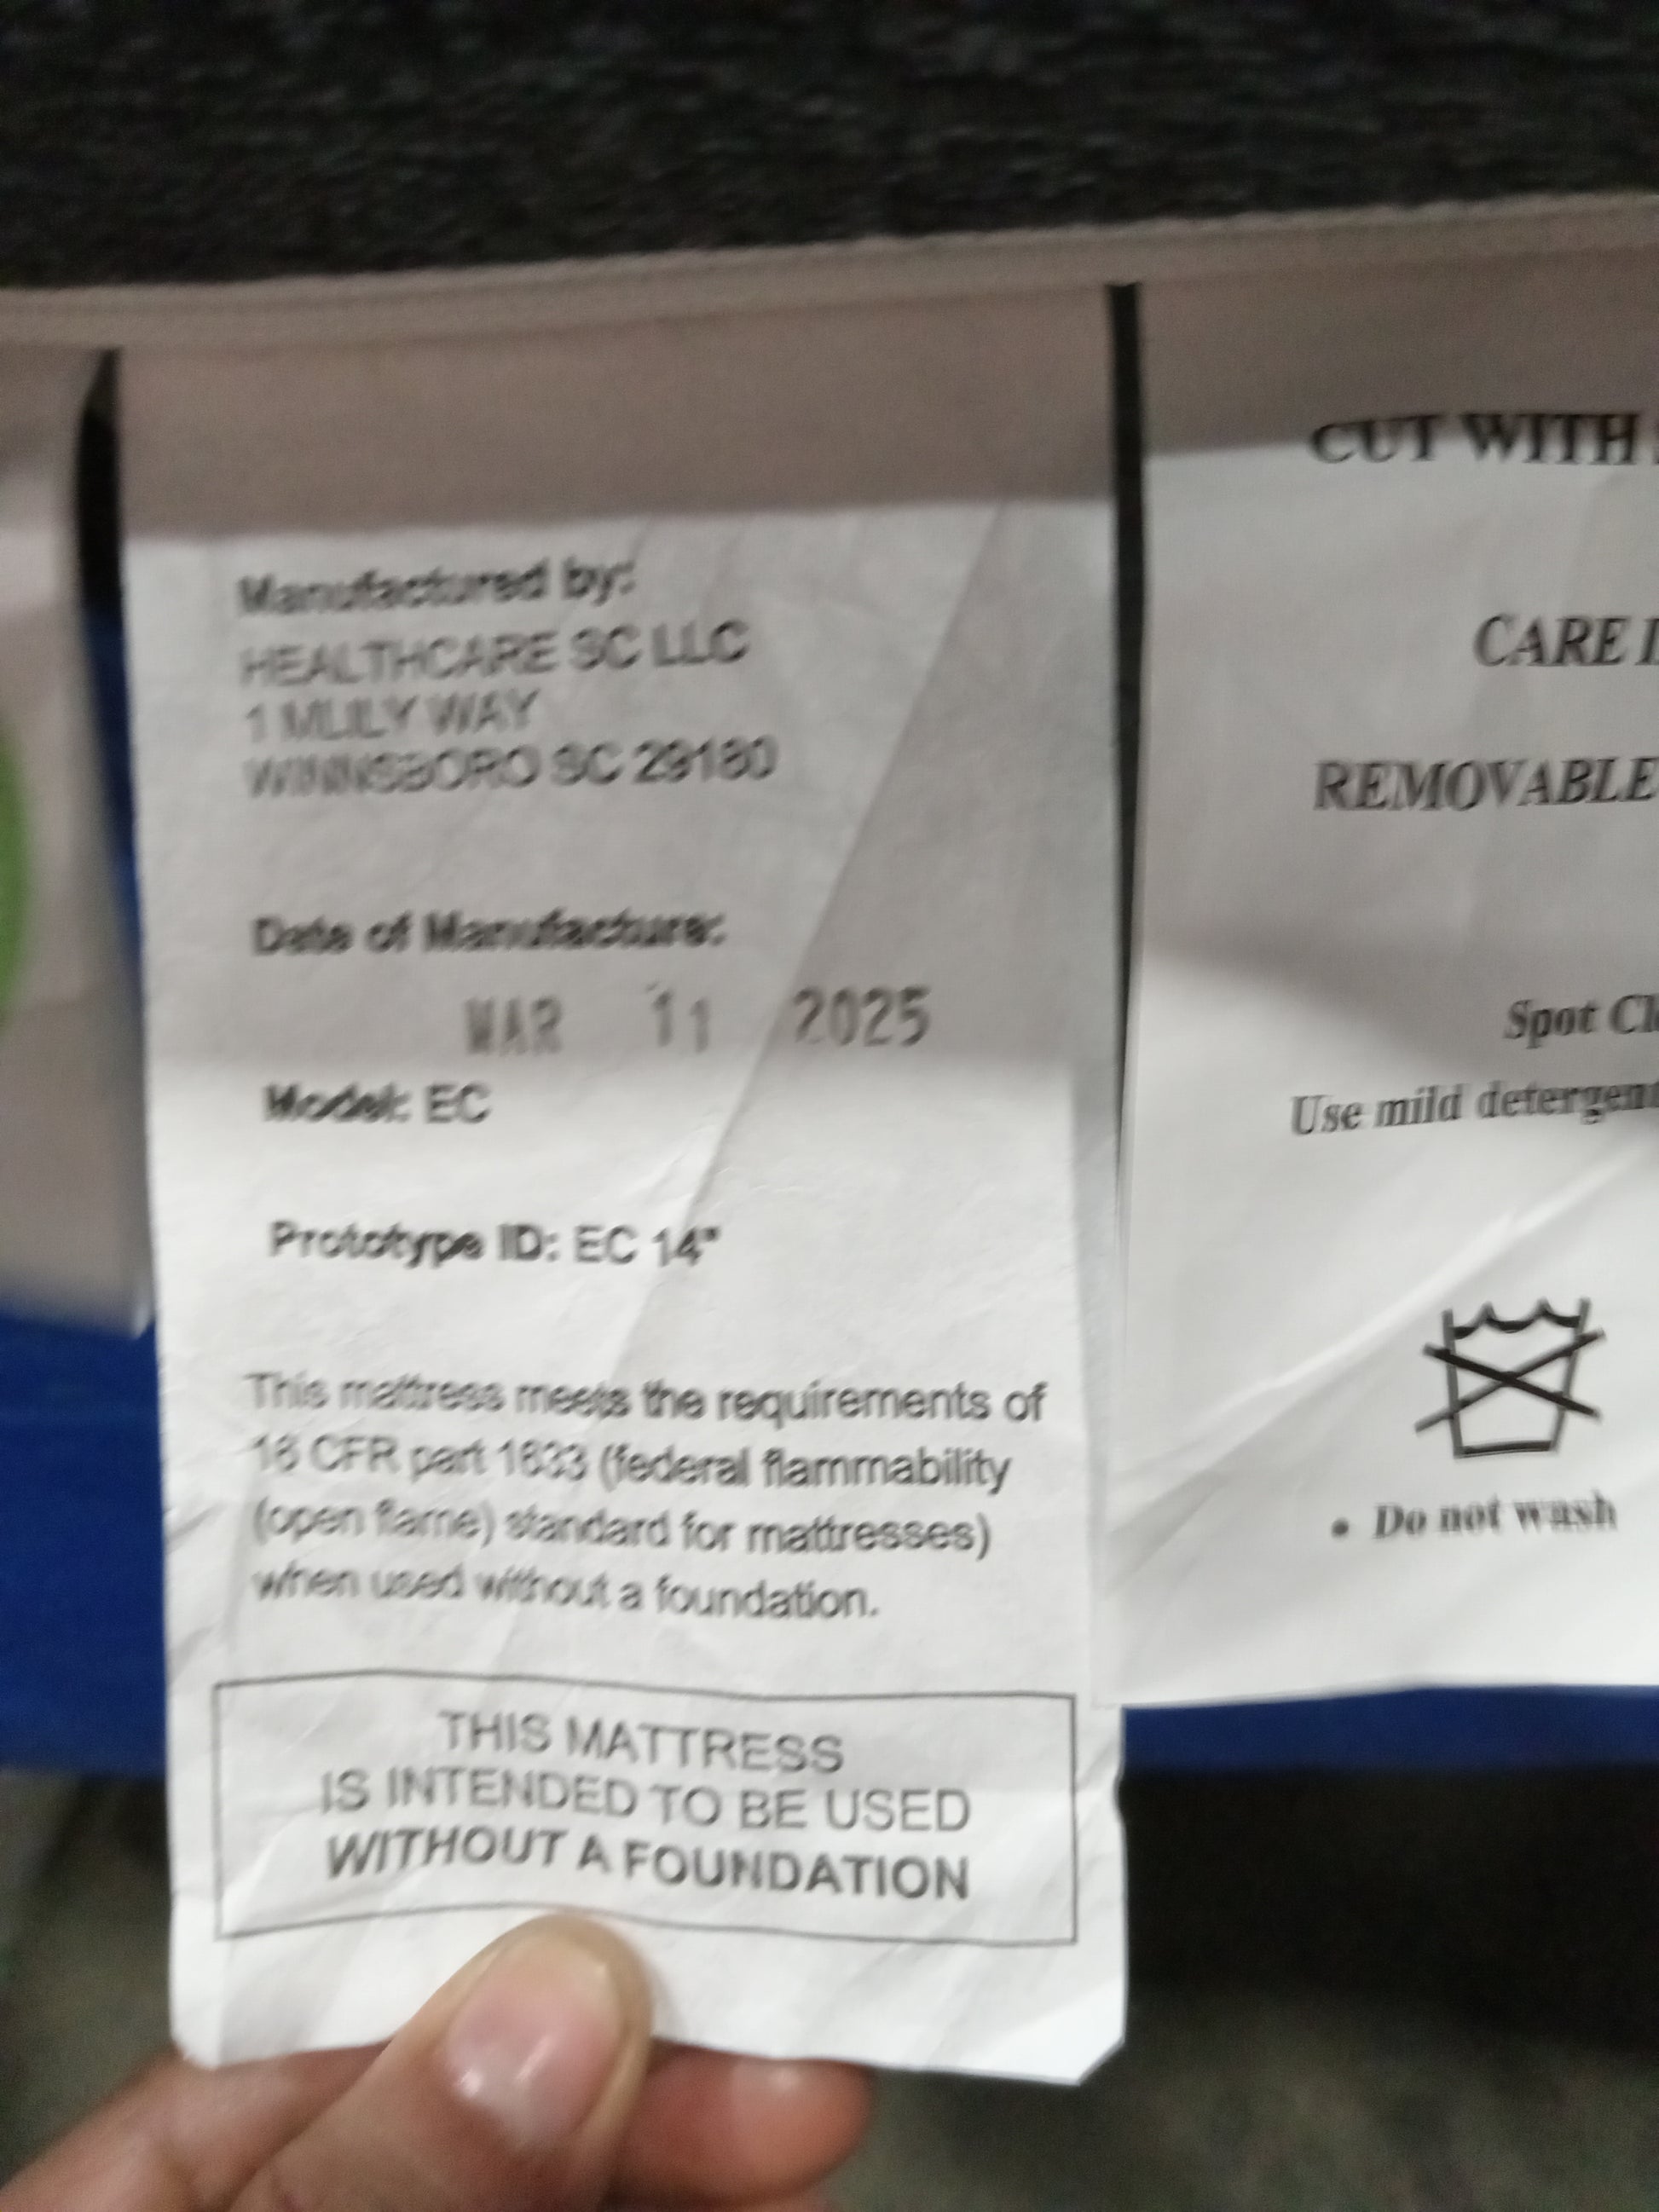 Manufactured by:
HEALTHCARE SC LLC
1 MLILY WAY
WINNSBORO SC 29180
Date of Manufacture:
MAR 11 2025
Model: EC
Prototype ID: EC 14"
This mattress meets the requirements of
16 CFR part 1633 (federal flammability
(open flame) standard for mattresses)
when used without a foundation.
THIS MATTRESS
IS INTENDED TO BE USED
WITHOUT A FOUNDATION
CUT WITH
CARE
REMOVABLE
Spot
Use mild detergent
• Do not wash